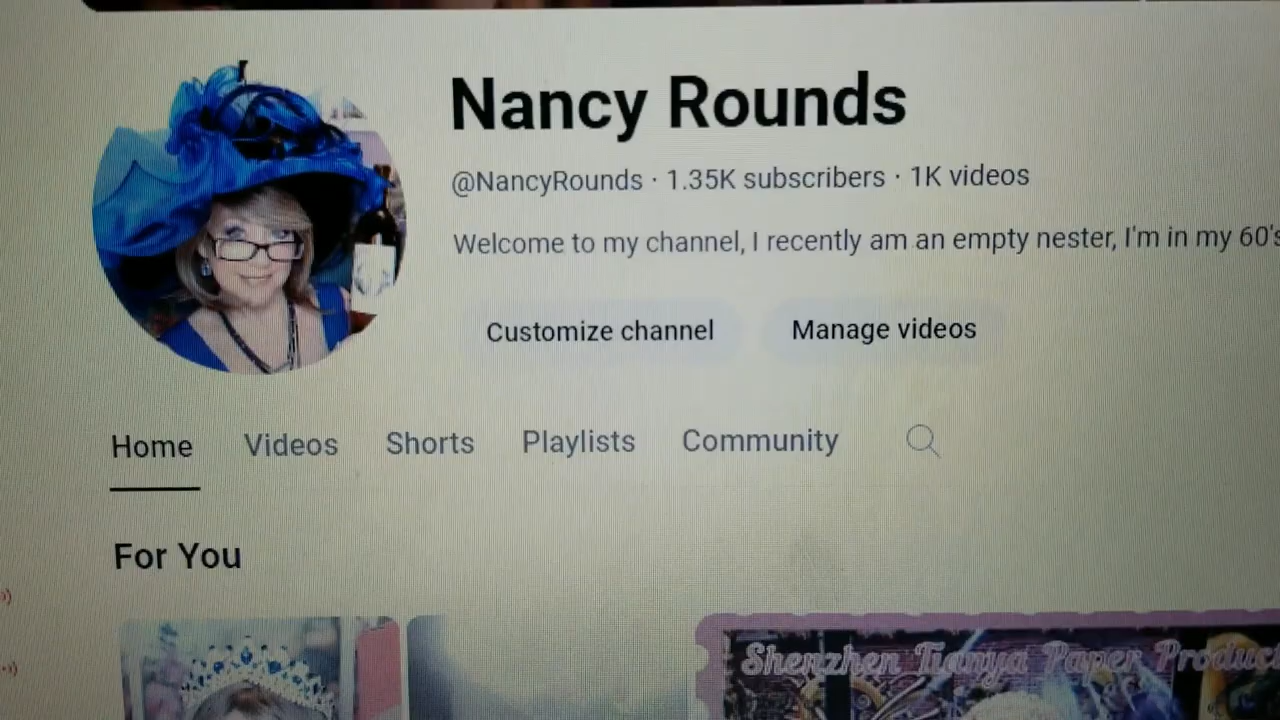 Nancy Rounds
@NancyRounds · 1.35K subscribers · 1K videos
Welcome to my channel, I recently am an empty nester, I'm in my 60's
Customize channel Manage videos
Home Videos Shorts Playlists Community
For You
Shenzhen Tianya Paper Product